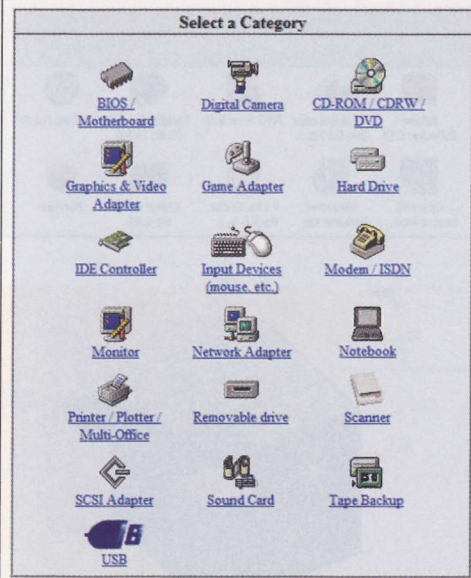 Select a Category
BIOS /
Motherboard
Digital Camera
CD-ROM / CDRW /
DVD
Graphics & Video
Adapter
Game Adapter
Hard Drive
IDE Controller
Input Devices
(mouse, etc.)
Modem / ISDN
Monitor
Network Adapter
Notebook
Printer / Plotter /
Multi-Office
Removable drive
Scanner
SCSI Adapter
Sound Card
Tape Backup
B
USB